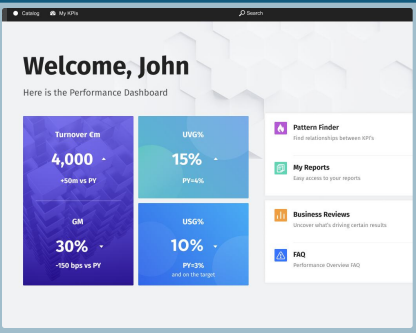 Catalog My KPIs Search
Welcome, John
Here is the Performance Dashboard
Turnover €m
4,000
+50m vs PY
GM
30%
-150 bps vs PY
UVG%
15%
PY=4%
USG%
10%
PY=3%
and on the target
Pattern Finder
Find relationships between KPI's
My Reports
Easy access to your reports
Business Reviews
Uncover what's driving certain results
FAQ
Performance Overview FAQ